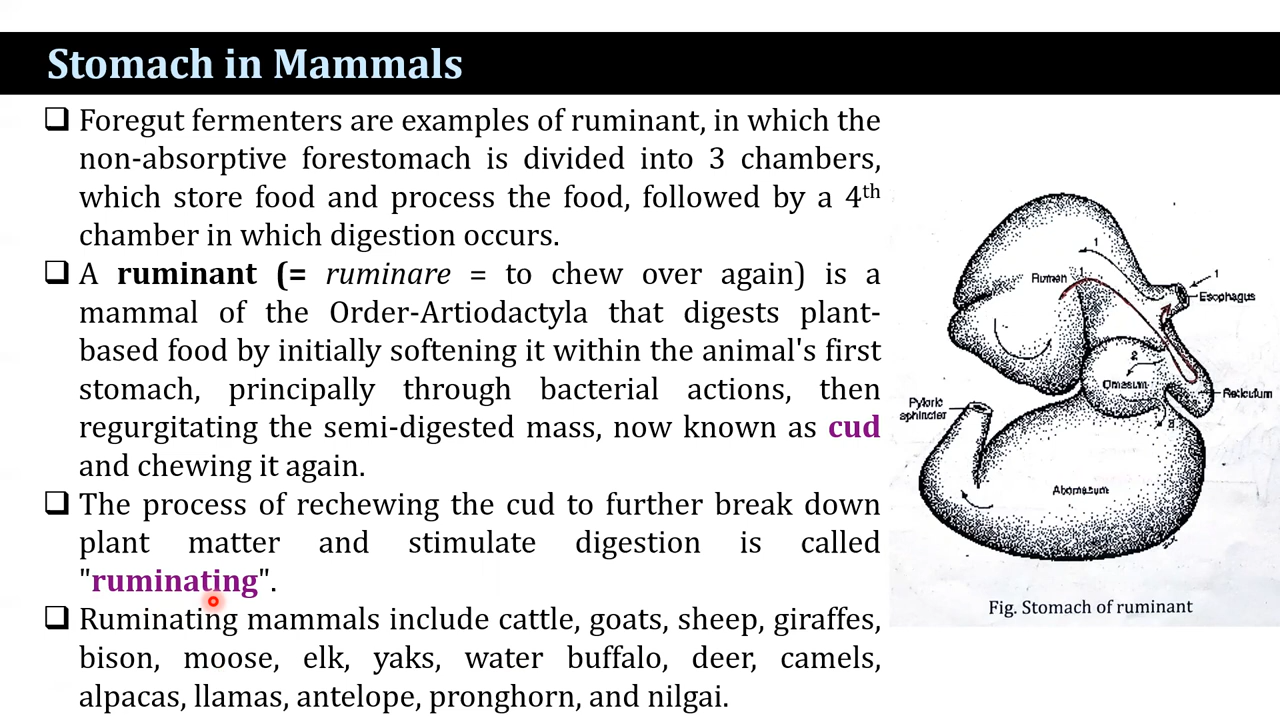 Stomach in Mammals
❑ Foregut fermenters are examples of ruminant, in which the
non-absorptive forestomach is divided into 3 chambers,
which store food and process the food, followed by a 4th
chamber in which digestion occurs.
❑ A ruminant (= ruminare = to chew over again) is a
mammal of the Order-Artiodactyla that digests plant-
based food by initially softening it within the animal's first
stomach, principally through bacterial actions, then
regurgitating the semi-digested mass, now known as cud
and chewing it again.
❑ The process of rechewing the cud to further break down
plant matter and stimulate digestion is called
"ruminating".
❑ Ruminating mammals include cattle, goats, sheep, giraffes,
bison, moose, elk, yaks, water buffalo, deer, camels,
alpacas, llamas, antelope, pronghorn, and nilgai.
1
Rumen 1
1
Esophagus
2
Omasum
Reticulum
Pyloric
sphincter
3
Abomasum
Fig. Stomach of ruminant